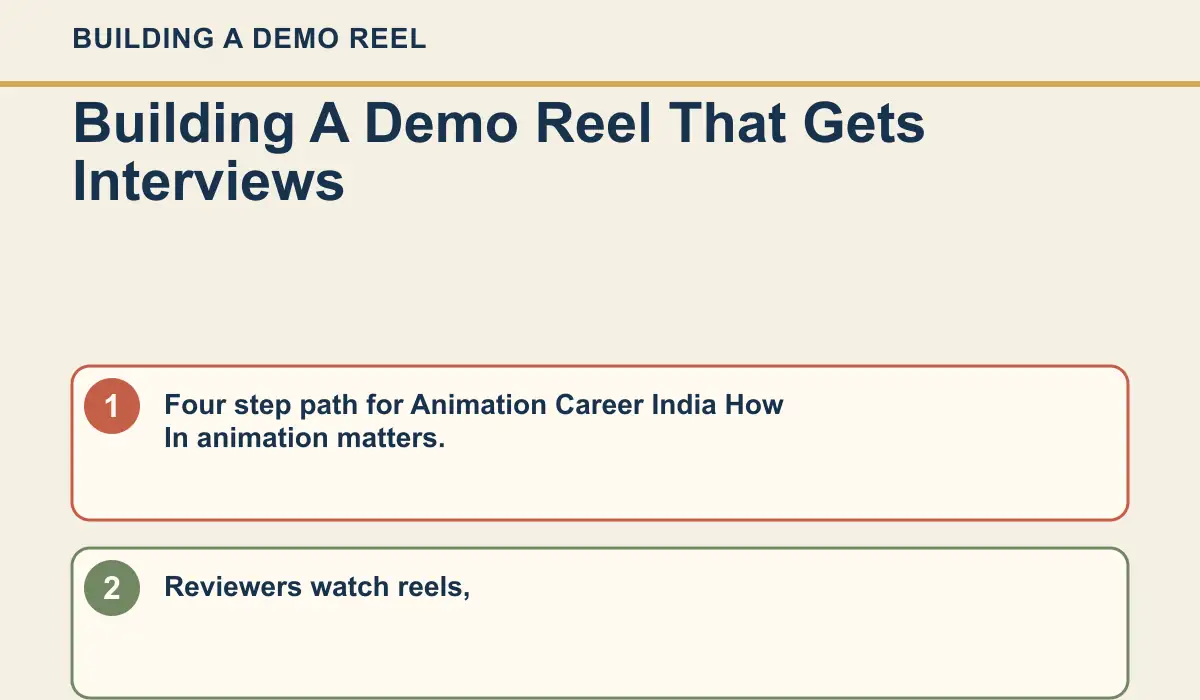 BUILDING A DEMO REEL
Building A Demo Reel That Gets
Interviews
1
Four step path for Animation Career India How
In animation matters.
2
Reviewers watch reels,